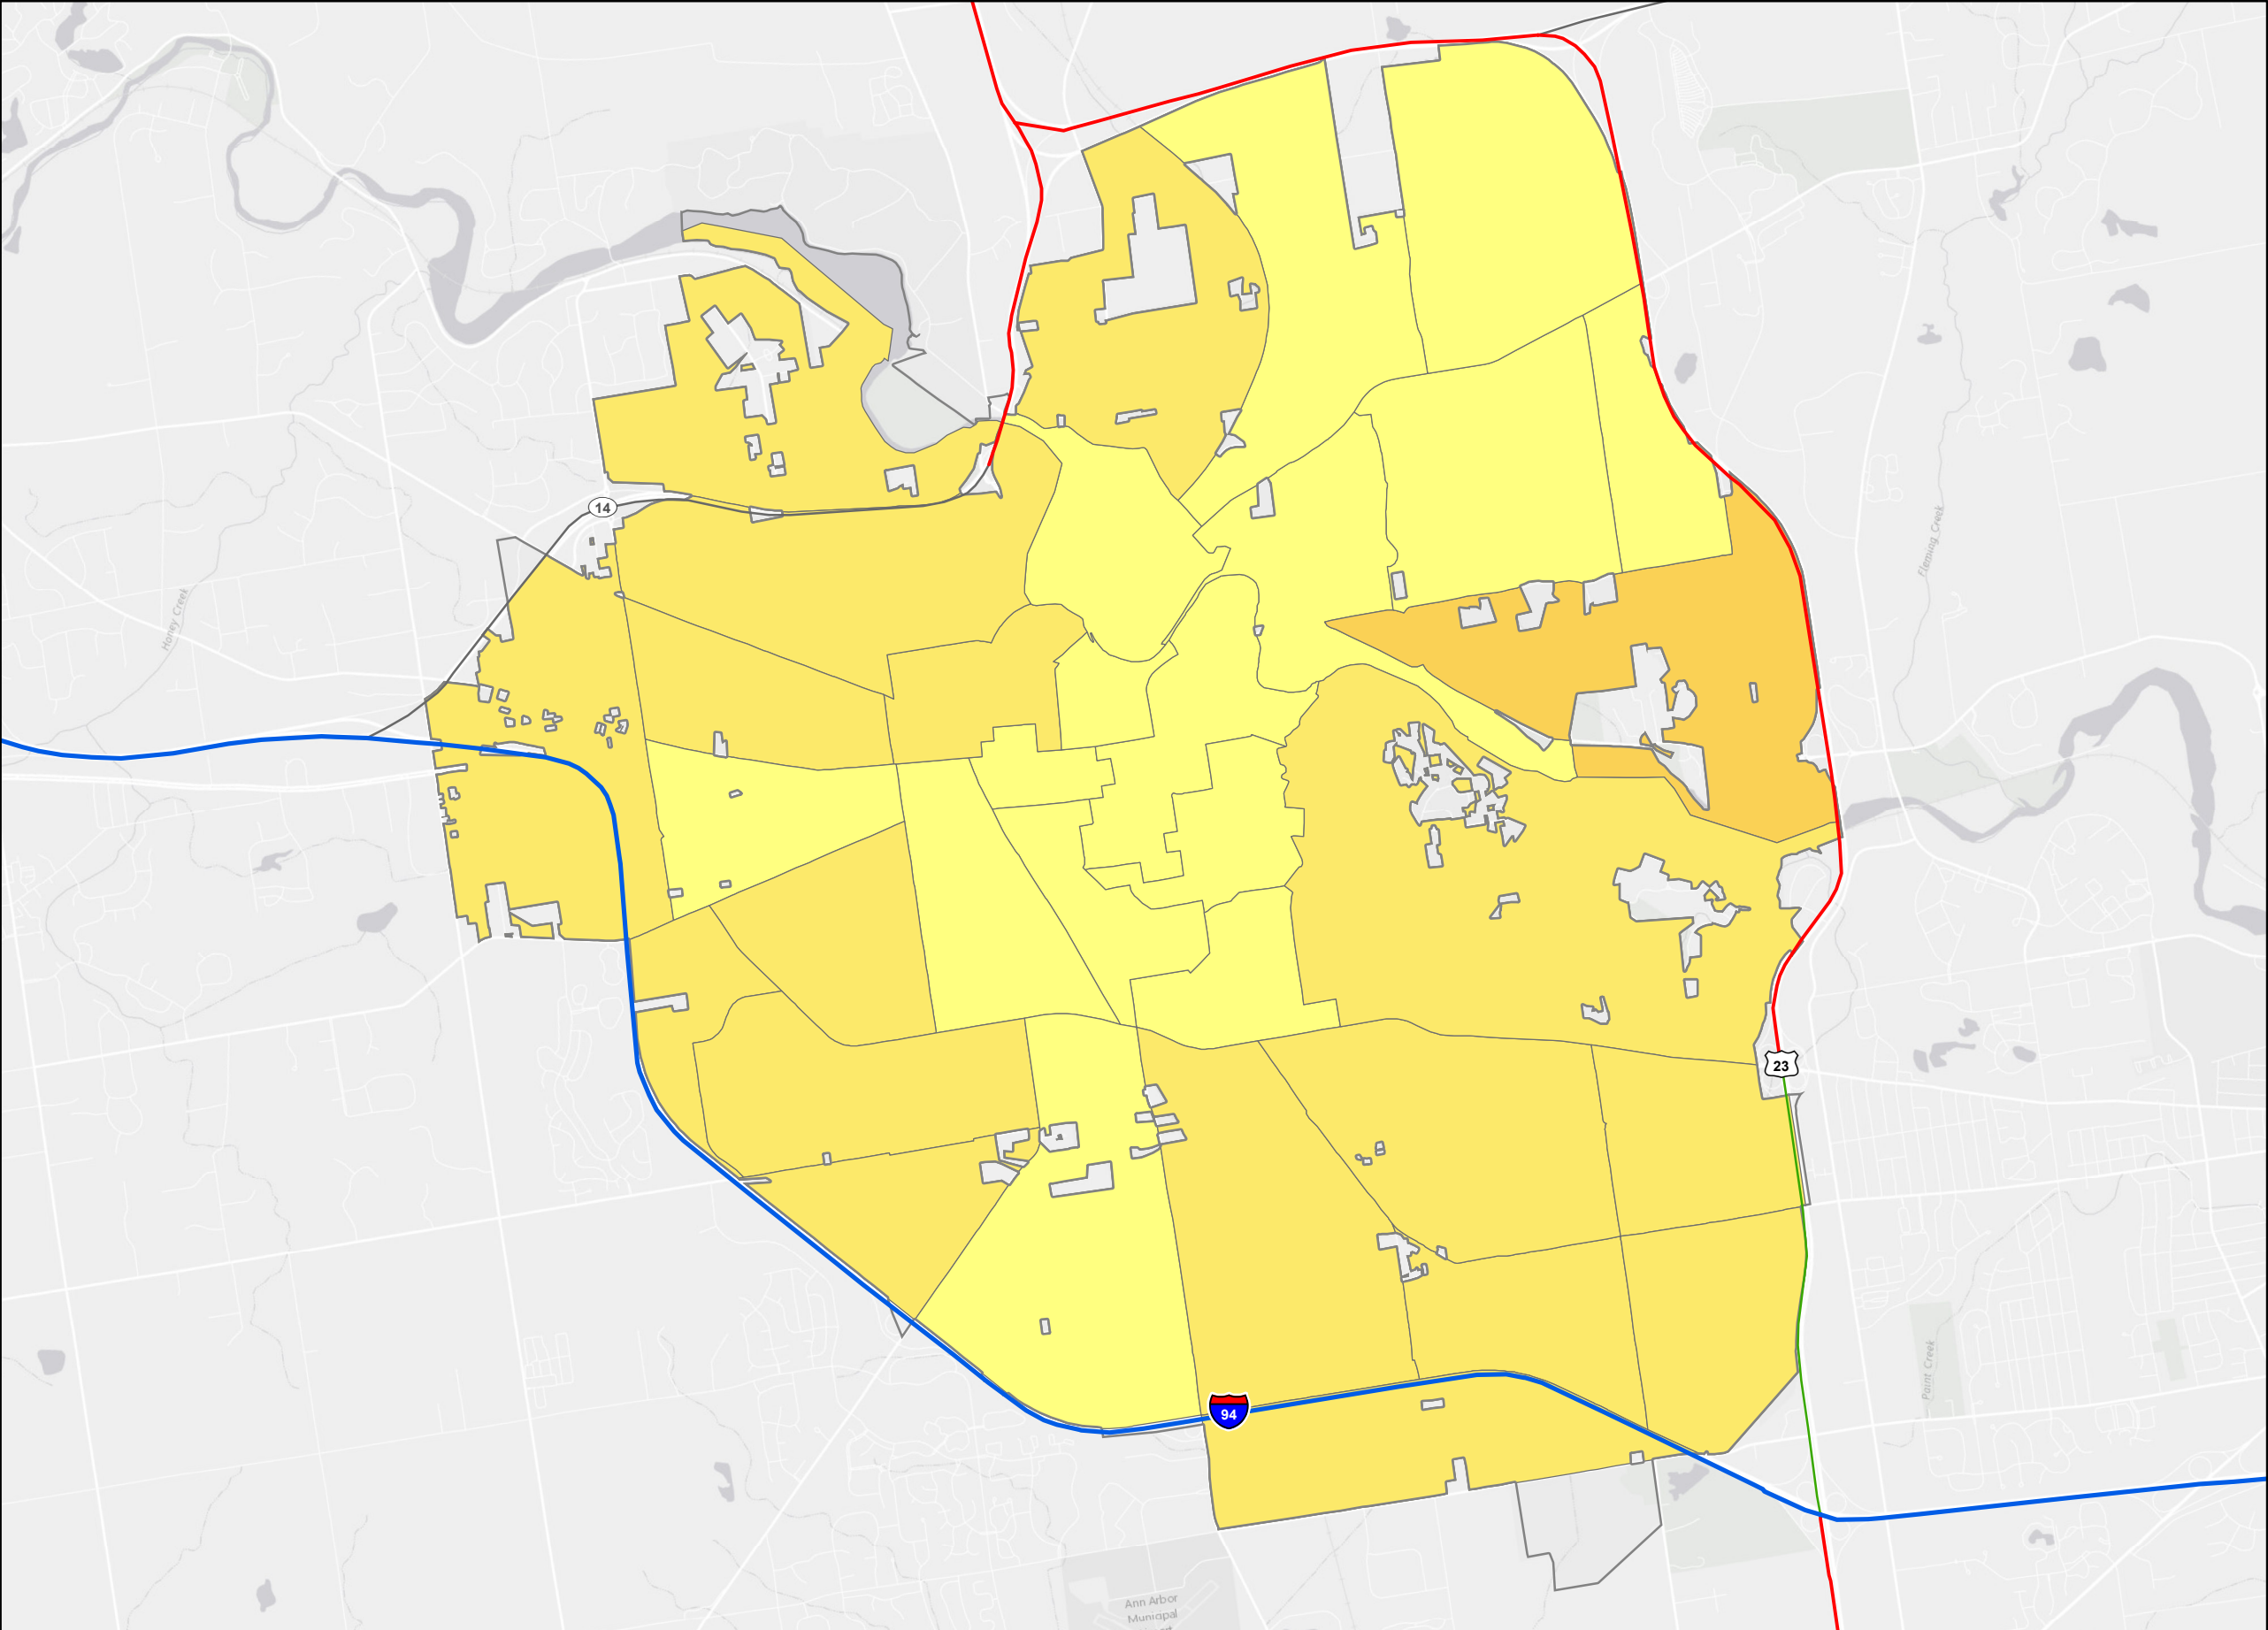 14
Honey Creek
Fleming Creek
23
Paint Creek
94
Ann Arbor
Municipal